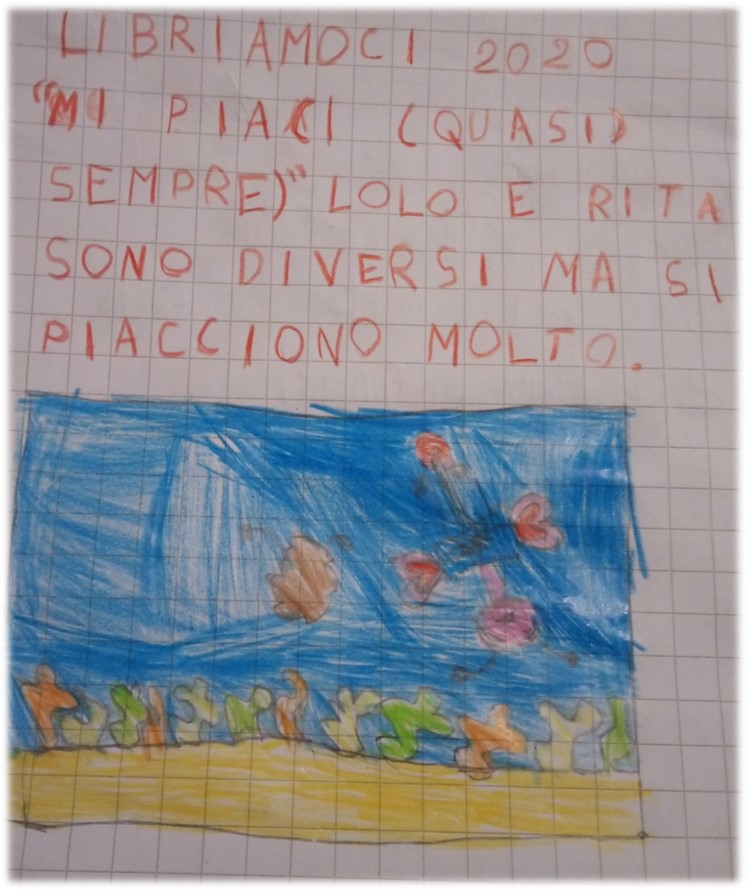 LIBRIAMOCI 2020
"MI PIACI (QUASI)
SEMPRE)" LOLO E RITA
SONO DIVERSI MA SI
PIACCIONO MOLTO.